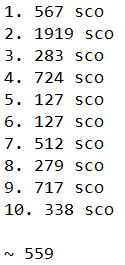 1. 567 sco
2. 1919 sco
3. 283 sco
4. 724 sco
5. 127 sco
6. 127 sco
7. 512 sco
8. 279 sco
9. 717 sco
10. 338 sco
~ 559